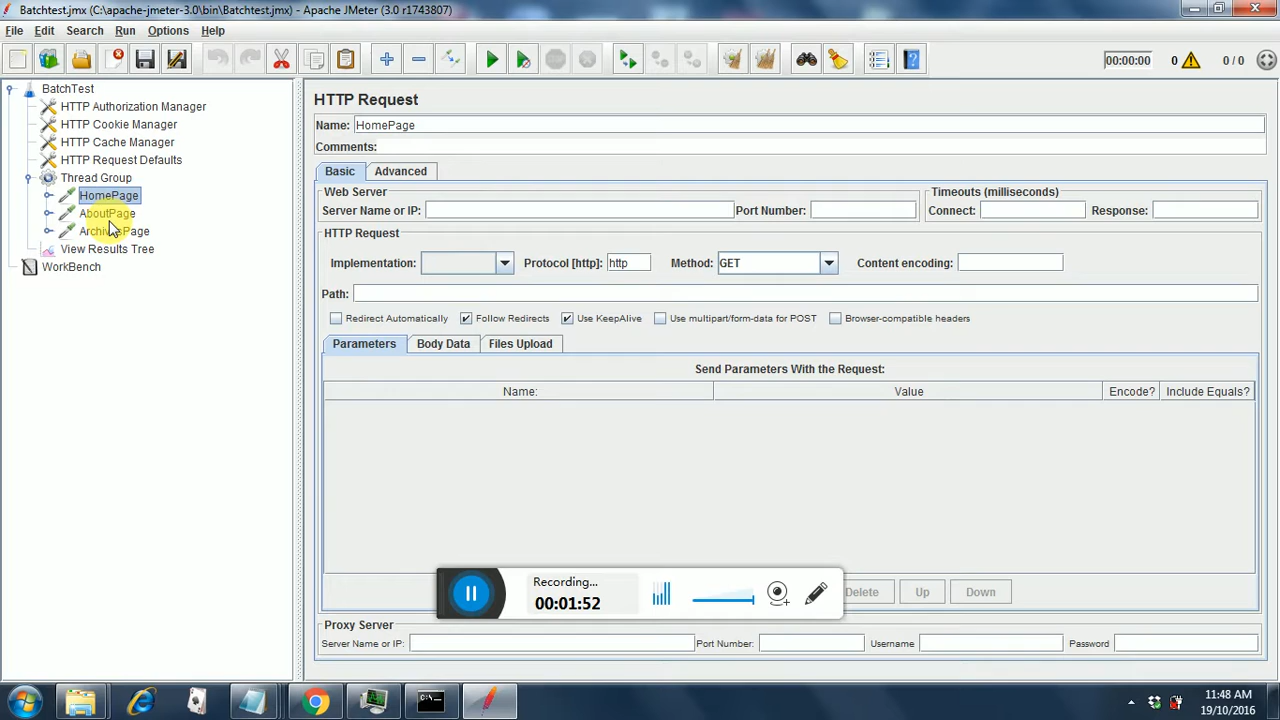 Batchtest.jmx (C:\apache-jmeter-3.0\bin\Batchtest.jmx) - Apache JMeter (3.0 r1743807)
File Edit Search Run Options Help
00:00:00 0 0 / 0
BatchTest
HTTP Authorization Manager
HTTP Cookie Manager
HTTP Cache Manager
HTTP Request Defaults
Thread Group
HomePage
AboutPage
View Results Tree
WorkBench
HTTP Request
Name: HomePage
Comments:
Basic Advanced
Web Server Timeouts (milliseconds)
Server Name or IP: Port Number: Connect: Response:
HTTP Request
Implementation: Protocol [http]: http Method: GET Content encoding:
Path:
Redirect Automatically Follow Redirects Use KeepAlive Use multipart/form-data for POST Browser-compatible headers
Parameters Body Data Files Upload
Send Parameters With the Request:
Name: Value Encode? Include Equals?
Recording...
00:01:52
Delete Up Down
Proxy Server
Server Name or IP: Port Number: Username Password
11:48 AM
19/10/2016